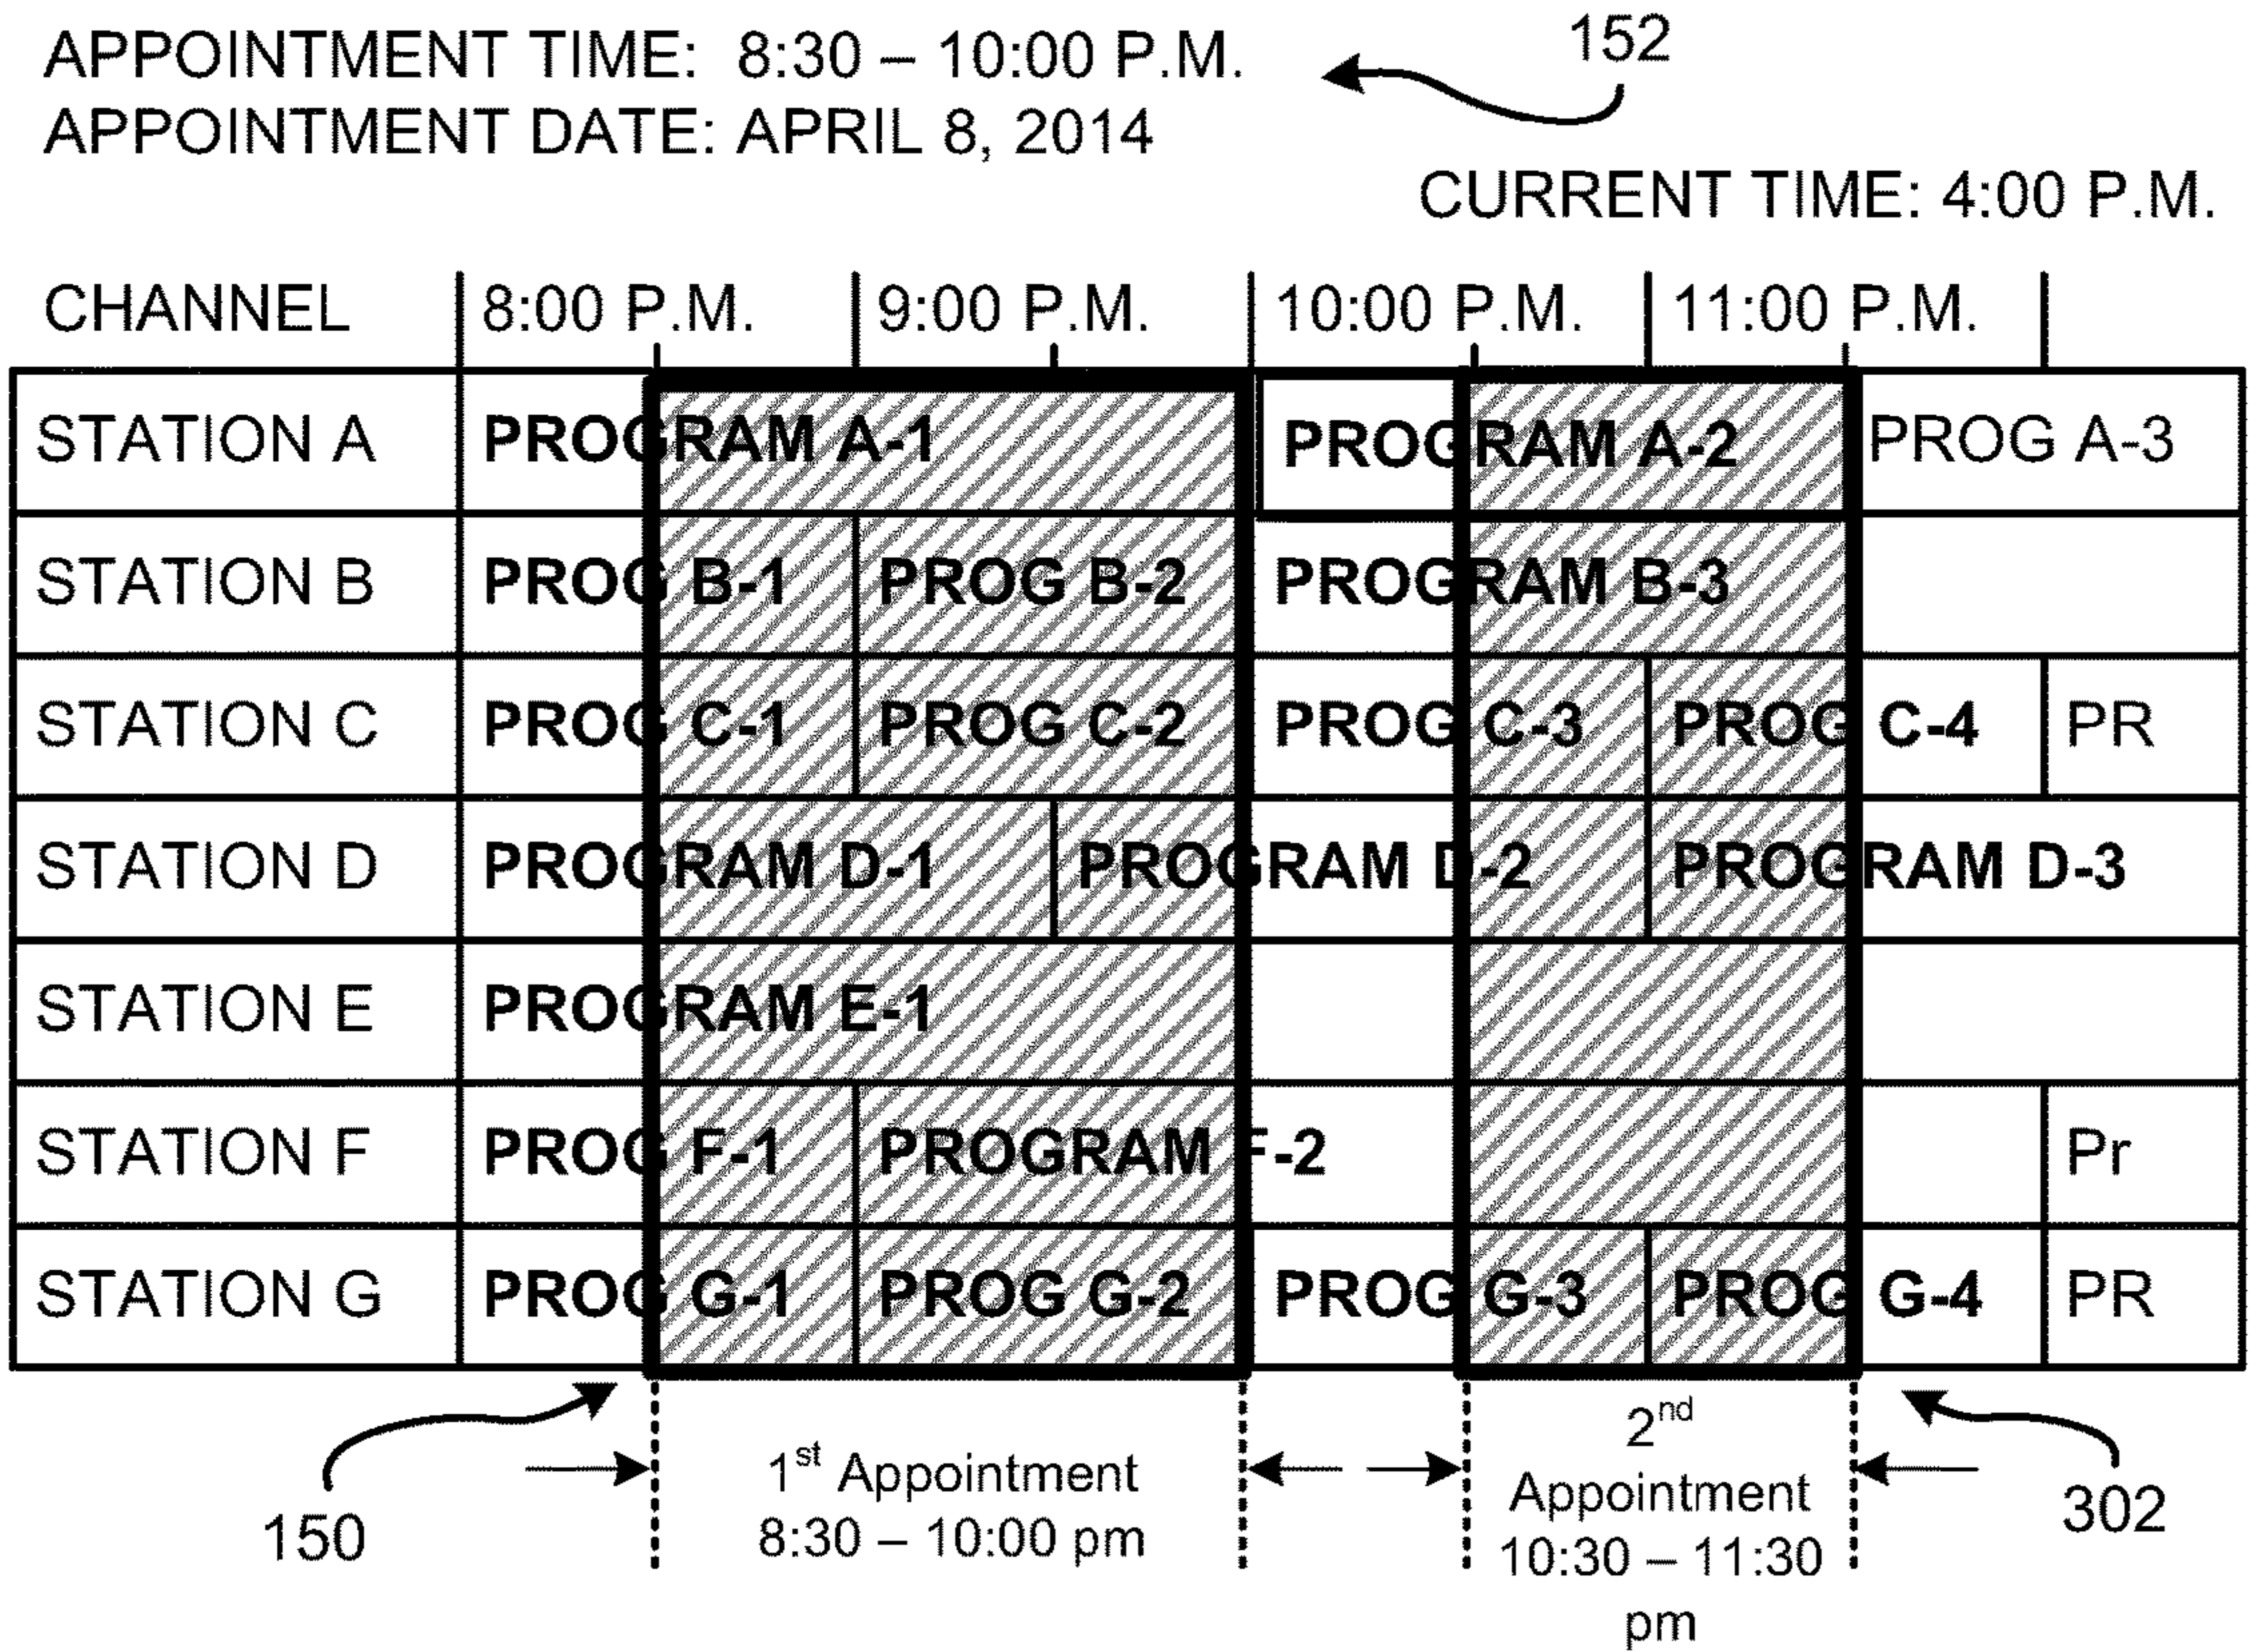 APPOINTMENT TIME: 8:30 – 10:00 P.M.
152
APPOINTMENT DATE: APRIL 8, 2014
CURRENT TIME: 4:00 P.M.
CHANNEL 8:00 P.M. 9:00 P.M. 10:00 P.M. 11:00 P.M.
STATION A PROGRAM A-1 PROGRAM A-2 PROG A-3
STATION B PROG B-1 PROG B-2 PROGRAM B-3
STATION C PROG C-1 PROG C-2 PROG C-3 PROG C-4 PR
STATION D PROGRAM D-1 PROGRAM D-2 PROGRAM D-3
STATION E PROGRAM E-1
STATION F PROG F-1 PROGRAM F-2 Pr
STATION G PROG G-1 PROG G-2 PROG G-3 PROG G-4 PR
150
1st Appointment
8:30 – 10:00 pm
2nd
Appointment
10:30 – 11:30
pm
302